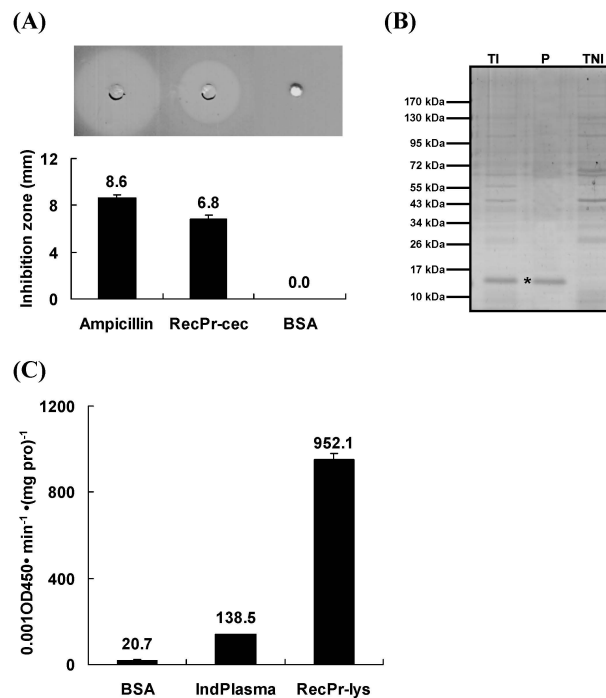 (A)
12
8
4
0
Inhibition zone (mm)
8.6
6.8
0.0
Ampicillin RecPr-cec BSA
(B)
TI P TNI
170 kDa
130 kDa
95 kDa
72 kDa
55 kDa
43 kDa
34 kDa
26 kDa
17 kDa
*
10 kDa
(C)
1200
800
400
0
0.001OD450• min⁻¹ •(mg pro)⁻¹
20.7
138.5
952.1
BSA IndPlasma RecPr-lys